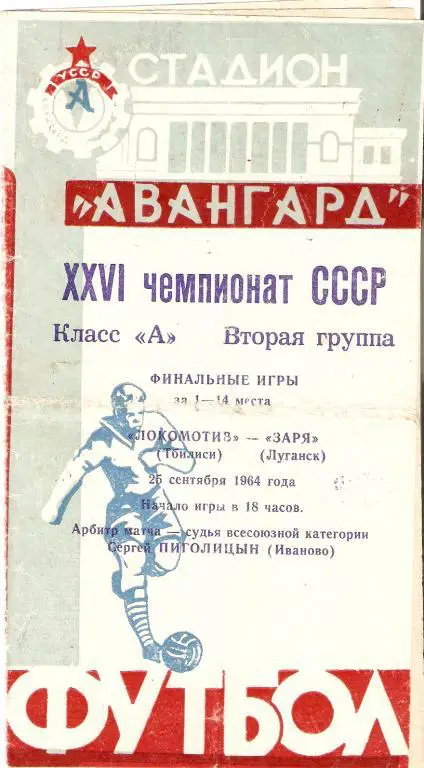 УССР
А
СТАДИОН
"АВАНГАРД"
XXVI чемпионат СССР
Класс «А» Вторая группа
ФИНАЛЬНЫЕ ИГРЫ
за 1—14 места
«ЛОКОМОТИВ» — «ЗАРЯ»
(Тбилиси) (Луганск)
25 сентября 1964 года
Начало игры в 18 часов.
Арбитр матча — судья всесоюзной категории
Сергей ПИГОЛИЦЫН (Иваново)
ФУТБОЛ